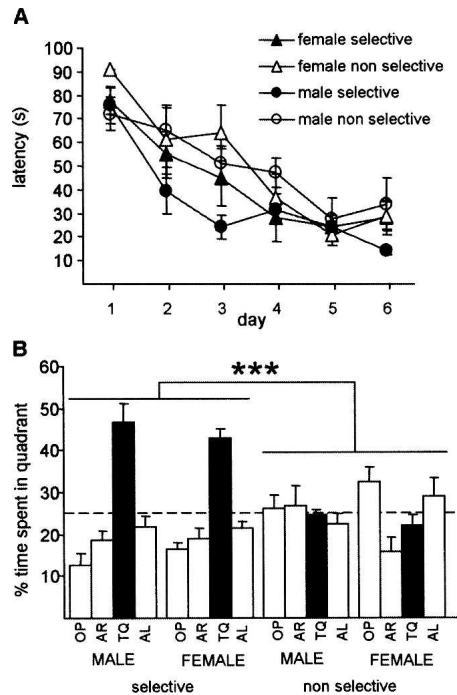 A
female selective
female non selective
male selective
male non selective
latency (s)
100
90
80
70
60
50
40
30
20
10
1 2 3 4 5 6
day
B
***
% time spent in quadrant
60
50
40
30
20
10
OP AR TQ AL OP AR TQ AL OP AR TQ AL OP AR TQ AL
MALE FEMALE MALE FEMALE
selective non selective